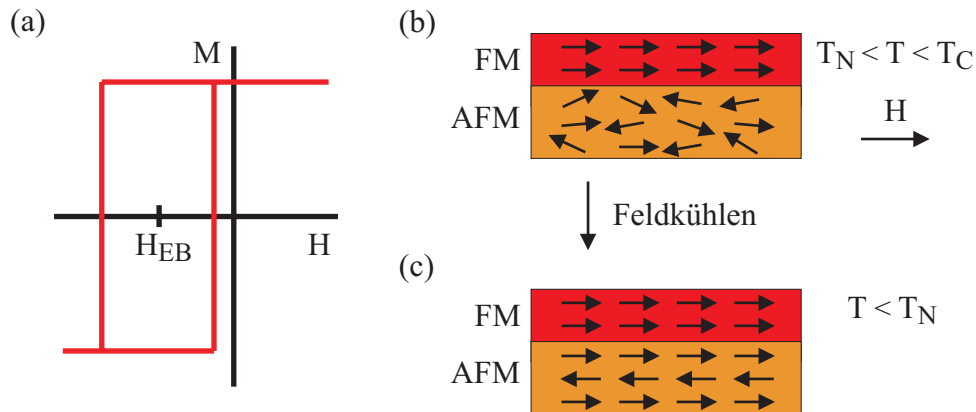 (a)
M
H_EB
H
(b)
FM
AFM
T_N < T < T_C
H
Feldkühlen
(c)
FM
AFM
T < T_N